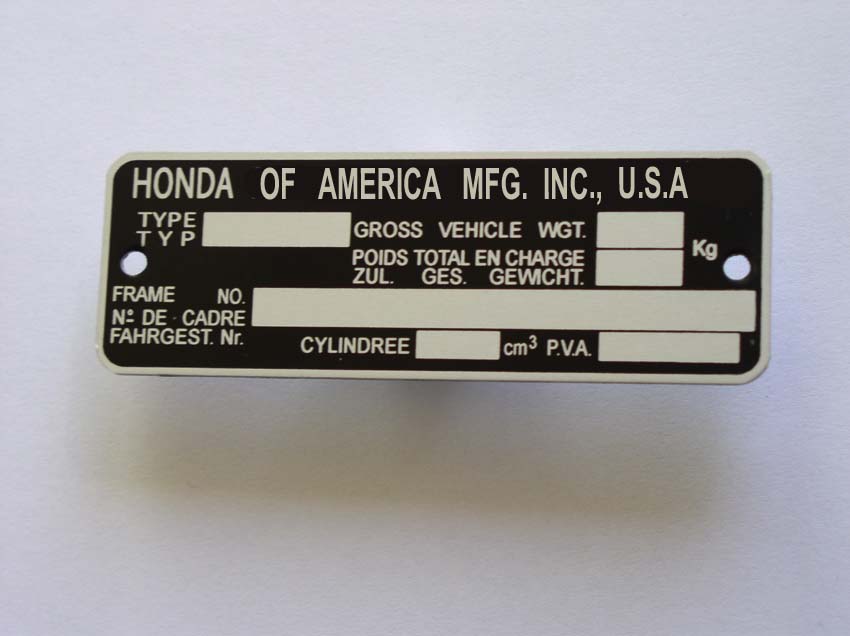 HONDA OF AMERICA MFG. INC., U.S.A
TYPE
TYP
GROSS VEHICLE WGT.
POIDS TOTAL EN CHARGE
ZUL. GES. GEWICHT.
Kg
FRAME NO.
Nº DE CADRE
FAHRGEST. Nr.
CYLINDREE cm³ P.V.A.